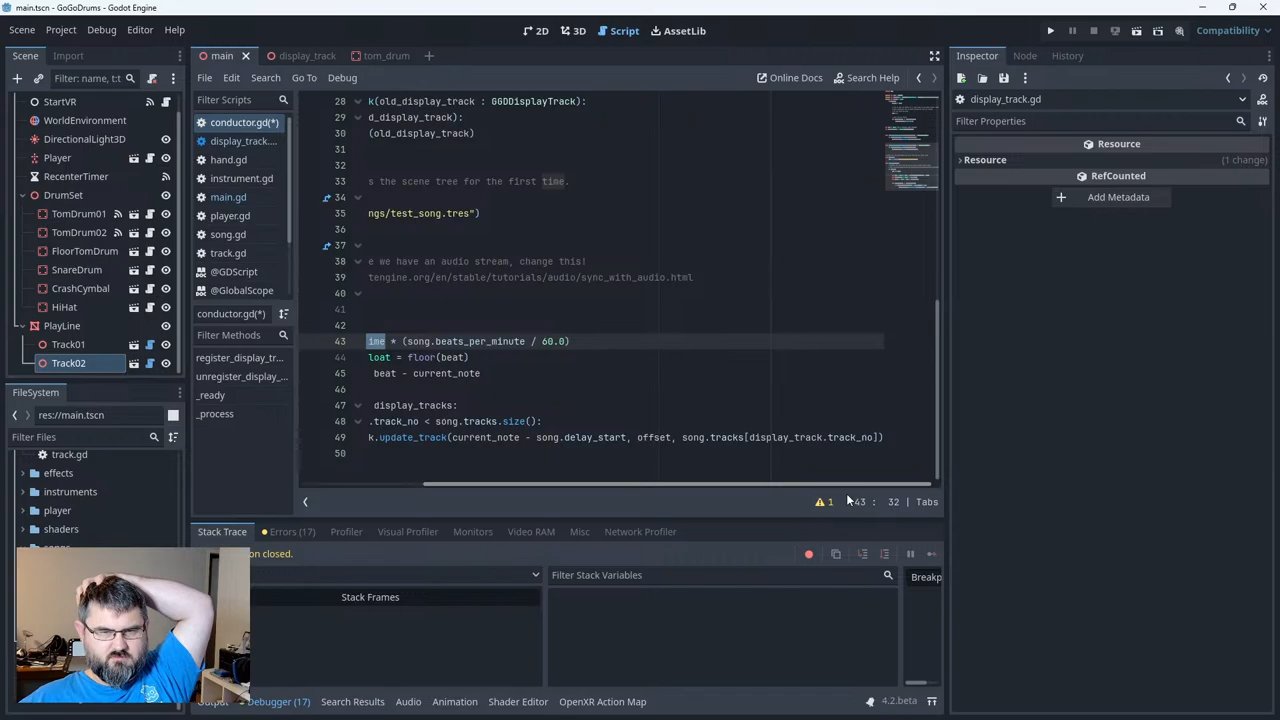 main.tscn - GoGoDrums - Godot Engine
Scene Project Debug Editor Help
2D 3D Script AssetLib
Compatibility
Scene Import
Filter: name, t:t
StartVR
WorldEnvironment
DirectionalLight3D
Player
RecenterTimer
DrumSet
TomDrum01
TomDrum02
FloorTomDrum
SnareDrum
CrashCymbal
HiHat
PlayLine
Track01
Track02
FileSystem
res://main.tscn
Filter Files
track.gd
effects
instruments
player
shaders
main display_track tom_drum
File Edit Search Go To Debug
Online Docs Search Help
Filter Scripts
conductor.gd(*)
display_track....
hand.gd
instrument.gd
main.gd
player.gd
song.gd
track.gd
@GDScript
@GlobalScope
conductor.gd(*)
Filter Methods
register_display_tr...
unregister_display_...
_ready
_process
28 k(old_display_track : GGDDisplayTrack):
29 d_display_track):
30 (old_display_track)
31
32
33 s the scene tree for the first time.
34
35 ngs/test_song.tres")
36
37
38 e we have an audio stream, change this!
39 tengine.org/en/stable/tutorials/audio/sync_with_audio.html
40
41
42
43 ime * (song.beats_per_minute / 60.0)
44 loat = floor(beat)
45 beat - current_note
46
47 display_tracks:
48 .track_no < song.tracks.size():
49 k.update_track(current_note - song.delay_start, offset, song.tracks[display_track.track_no])
50
1 43 : 32 | Tabs
Stack Trace Errors (17) Profiler Visual Profiler Monitors Video RAM Misc Network Profiler
on closed.
Filter Stack Variables
Breakp
Stack Frames
Debugger (17) Search Results Audio Animation Shader Editor OpenXR Action Map
4.2.beta
Inspector Node History
display_track.gd
Filter Properties
Resource
Resource (1 change)
RefCounted
Add Metadata